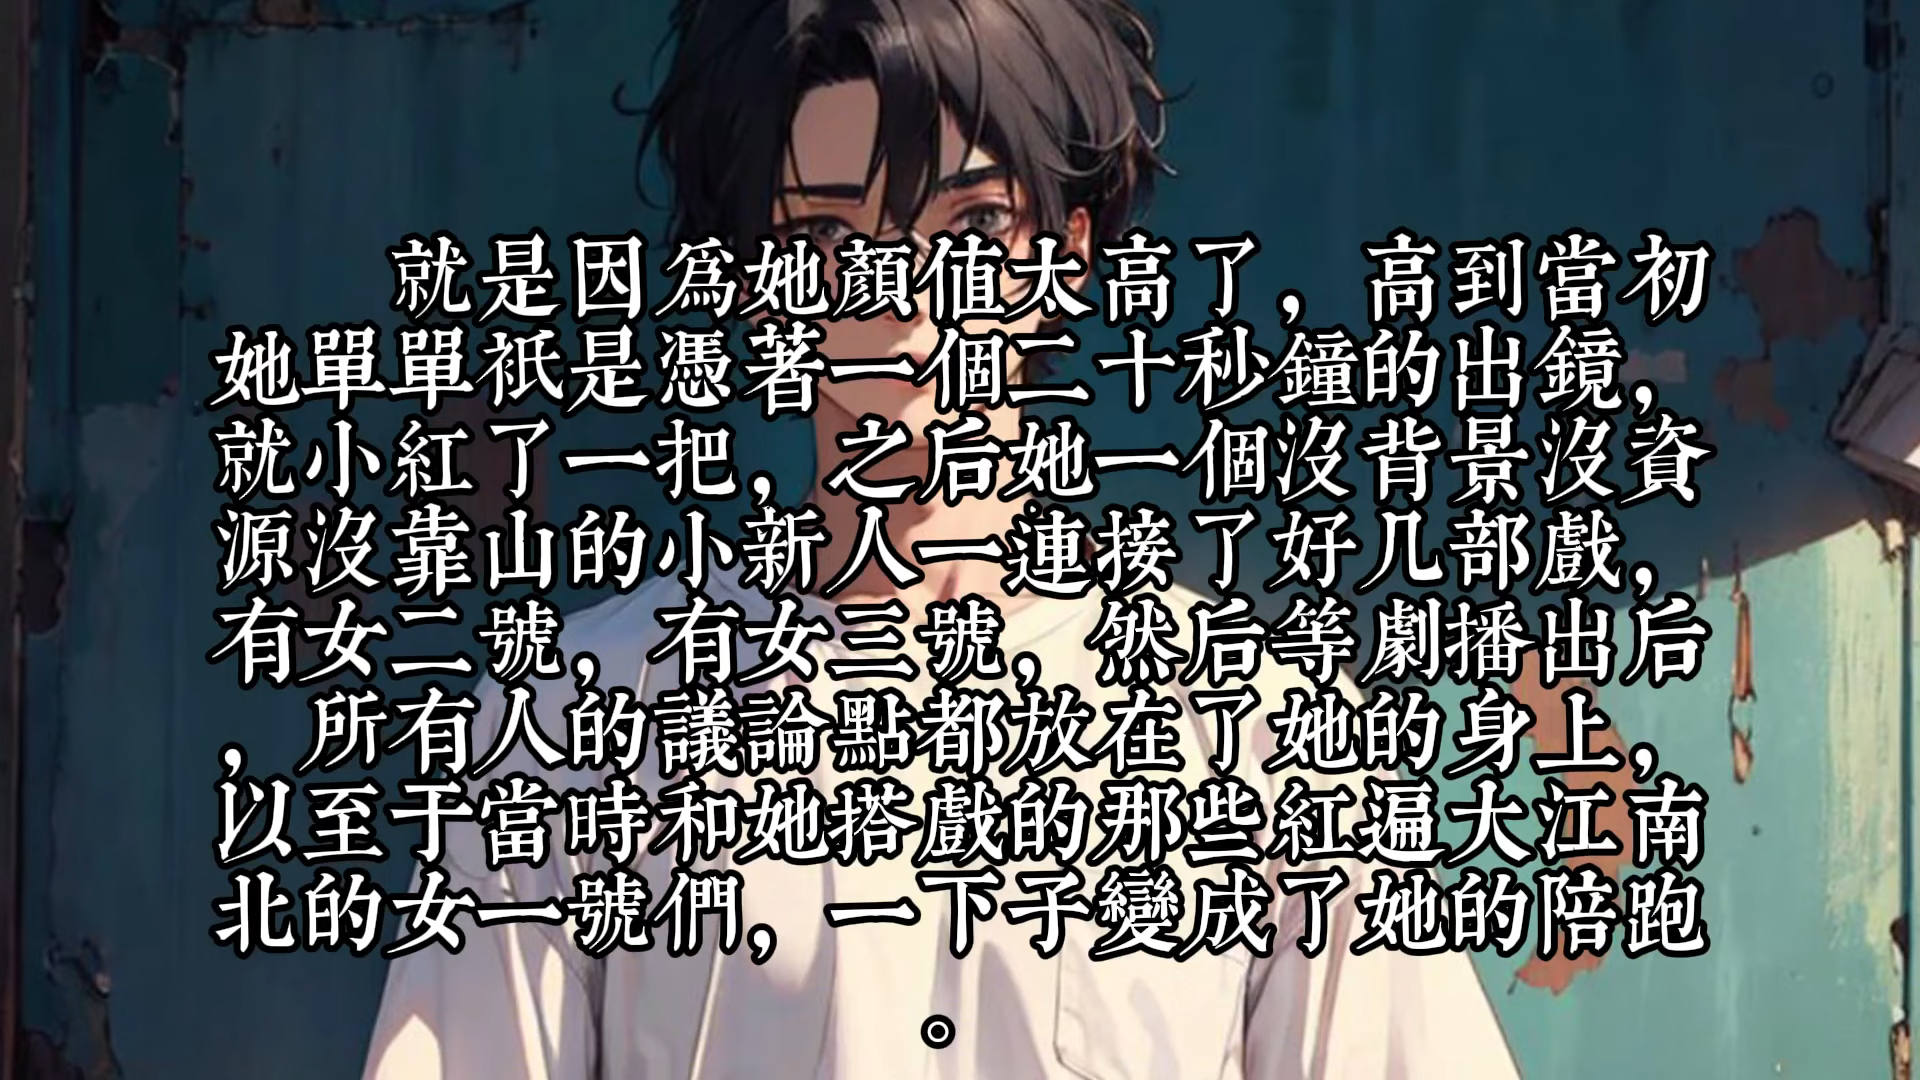 就是因爲她顏值太高了，高到當初
她單單衹是憑著一個二十秒鐘的出鏡，
就小紅了一把，之后她一個沒背景沒資
源沒靠山的小新人一連接了好几部戲，
有女二號，有女三號，然后等劇播出后
，所有人的議論點都放在了她的身上，
以至于當時和她搭戲的那些紅遍大江南
北的女一號們，一下子變成了她的陪跑
。